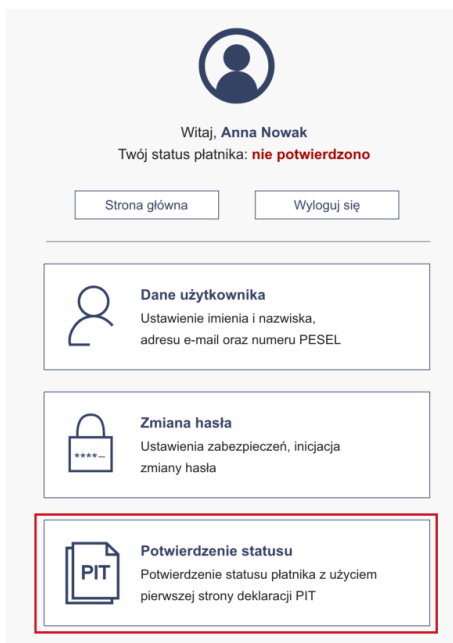 Witaj, Anna Nowak
Twój status płatnika: nie potwierdzono
Strona główna
Wyloguj się
Dane użytkownika
Ustawienie imienia i nazwiska,
adresu e-mail oraz numeru PESEL
****–
Zmiana hasła
Ustawienia zabezpieczeń, inicjacja
zmiany hasła
PIT
Potwierdzenie statusu
Potwierdzenie statusu płatnika z użyciem
pierwszej strony deklaracji PIT